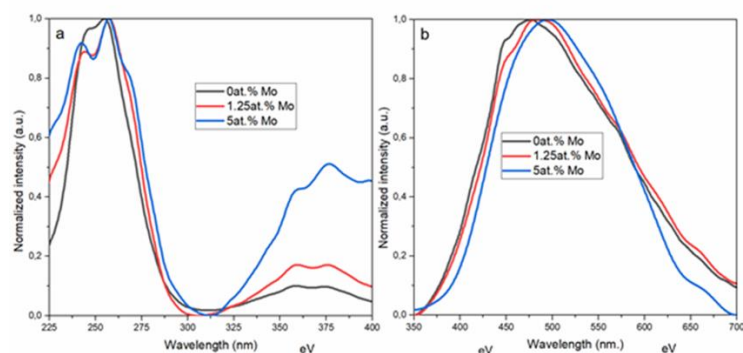 a
1,0
0,8
0,6
0,4
0,2
0,0
Normalized intensity (a.u.)
0at.% Mo
1.25at.% Mo
5at.% Mo
225 250 275 300 325 350 375 400
Wavelength (nm)
eV
b
1,0
0,8
0,6
0,4
0,2
0,0
Normalized intensity (a.u.)
0at.% Mo
1.25at.% Mo
5at.% Mo
350 400 450 500 550 600 650 700
Wavelength (nm.)
eV
eV